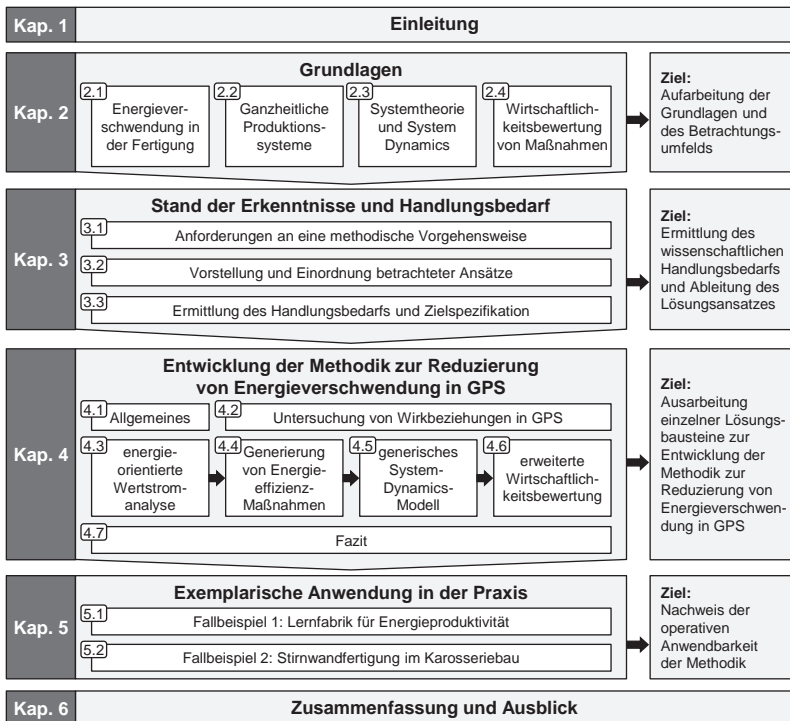 Kap. 1
Einleitung
Kap. 2
Grundlagen
2.1
Energiever-
schwendung in
der Fertigung
2.2
Ganzheitliche
Produktions-
systeme
2.3
Systemtheorie
und System
Dynamics
2.4
Wirtschaftlich-
keitsbewertung
von Maßnahmen
Ziel:
Aufarbeitung der
Grundlagen und
des Betrachtungs-
umfelds
Kap. 3
Stand der Erkenntnisse und Handlungsbedarf
3.1
Anforderungen an eine methodische Vorgehensweise
3.2
Vorstellung und Einordnung betrachteter Ansätze
3.3
Ermittlung des Handlungsbedarfs und Zielspezifikation
Ziel:
Ermittlung des
wissenschaftlichen
Handlungsbedarfs
und Ableitung des
Lösungsansatzes
Kap. 4
Entwicklung der Methodik zur Reduzierung
von Energieverschwendung in GPS
4.1
Allgemeines
4.2
Untersuchung von Wirkbeziehungen in GPS
4.3
energie-
orientierte
Wertstrom-
analyse
4.4
Generierung
von Energie-
effizienz-
Maßnahmen
4.5
generisches
System-
Dynamics-
Modell
4.6
erweiterte
Wirtschaftlich-
keitsbewertung
4.7
Fazit
Ziel:
Ausarbeitung
einzelner Lösungs-
bausteine zur
Entwicklung der
Methodik zur
Reduzierung von
Energieverschwen-
dung in GPS
Kap. 5
Exemplarische Anwendung in der Praxis
5.1
Fallbeispiel 1: Lernfabrik für Energieproduktivität
5.2
Fallbeispiel 2: Stirnwandfertigung im Karosseriebau
Ziel:
Nachweis der
operativen
Anwendbarkeit
der Methodik
Kap. 6
Zusammenfassung und Ausblick